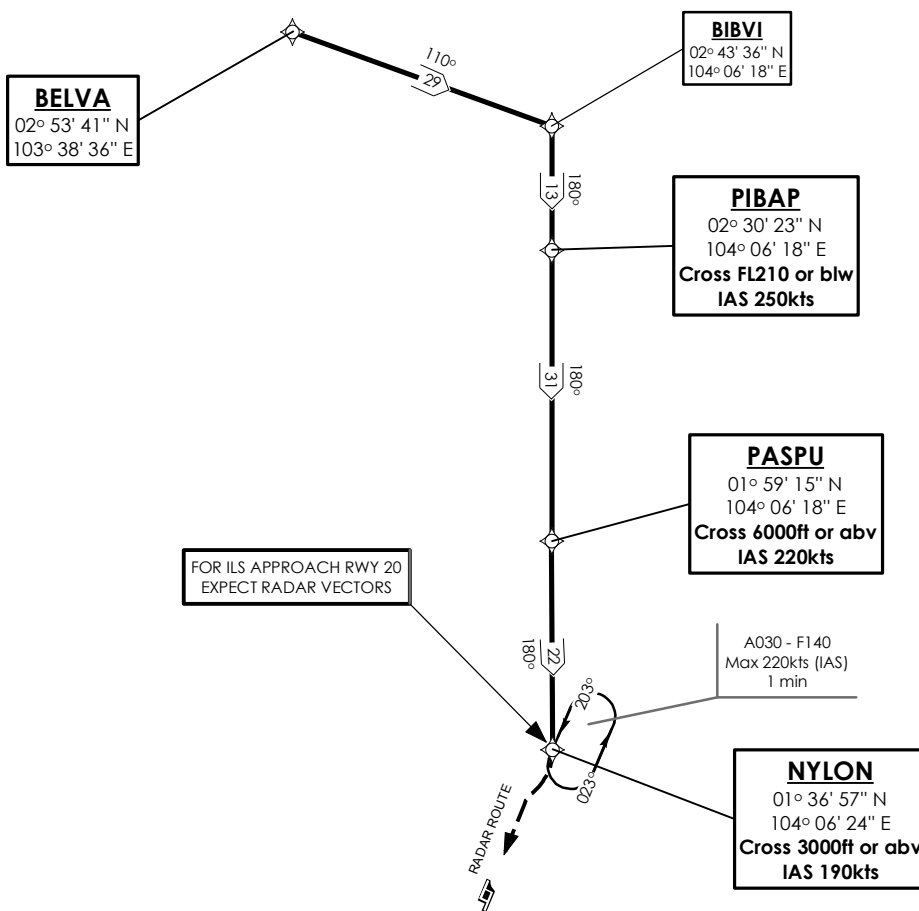 BIBVI
02° 43' 36" N
104° 06' 18" E
110°
29
BELVA
02° 53' 41" N
103° 38' 36" E
180°
13
PIBAP
02° 30' 23" N
104° 06' 18" E
Cross FL210 or blw
IAS 250kts
180°
31
PASPU
01° 59' 15" N
104° 06' 18" E
Cross 6000ft or abv
IAS 220kts
FOR ILS APPROACH RWY 20
EXPECT RADAR VECTORS
180°
22
A030 - F140
Max 220kts (IAS)
1 min
203°
023°
NYLON
01° 36' 57" N
104° 06' 24" E
Cross 3000ft or abv
IAS 190kts
RADAR ROUTE